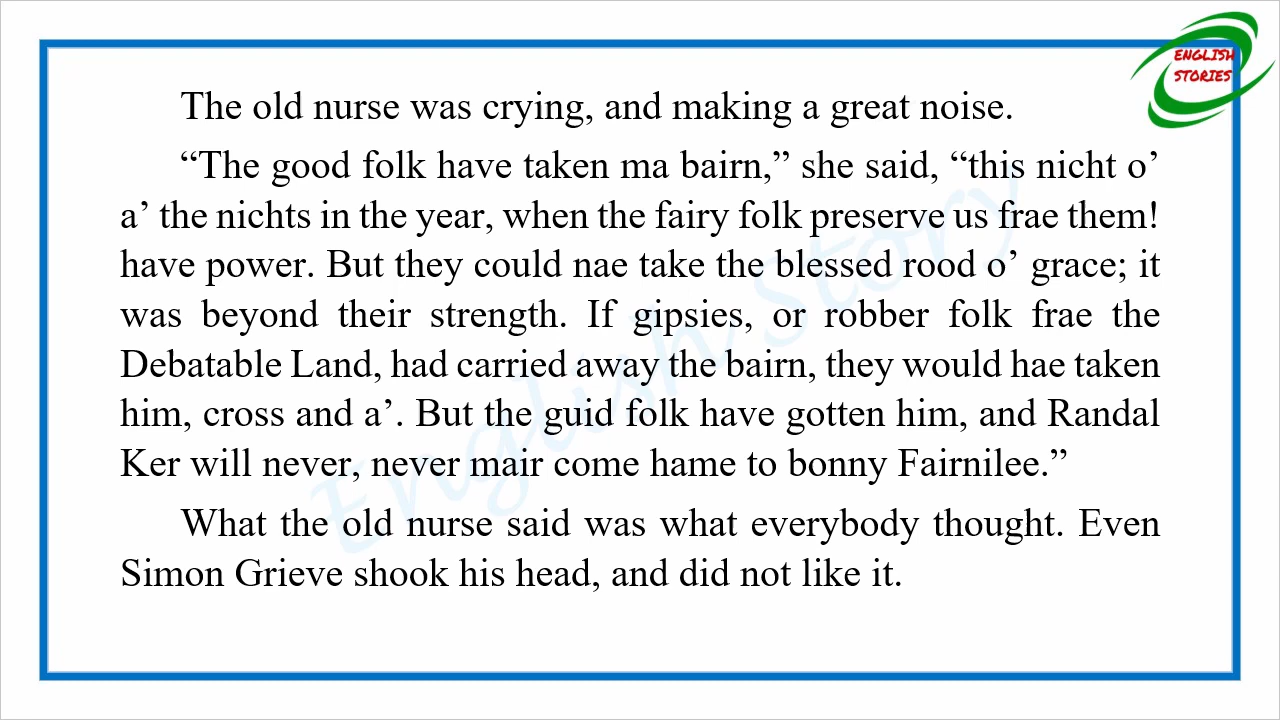 ENGLISH
STORIES
The old nurse was crying, and making a great noise.
“The good folk have taken ma bairn,” she said, “this nicht o’
a’ the nichts in the year, when the fairy folk preserve us frae them!
have power. But they could nae take the blessed rood o’ grace; it
was beyond their strength. If gipsies, or robber folk frae the
Debatable Land, had carried away the bairn, they would hae taken
him, cross and a’. But the guid folk have gotten him, and Randal
Ker will never, never mair come hame to bonny Fairnilee.”
What the old nurse said was what everybody thought. Even
Simon Grieve shook his head, and did not like it.
English Story